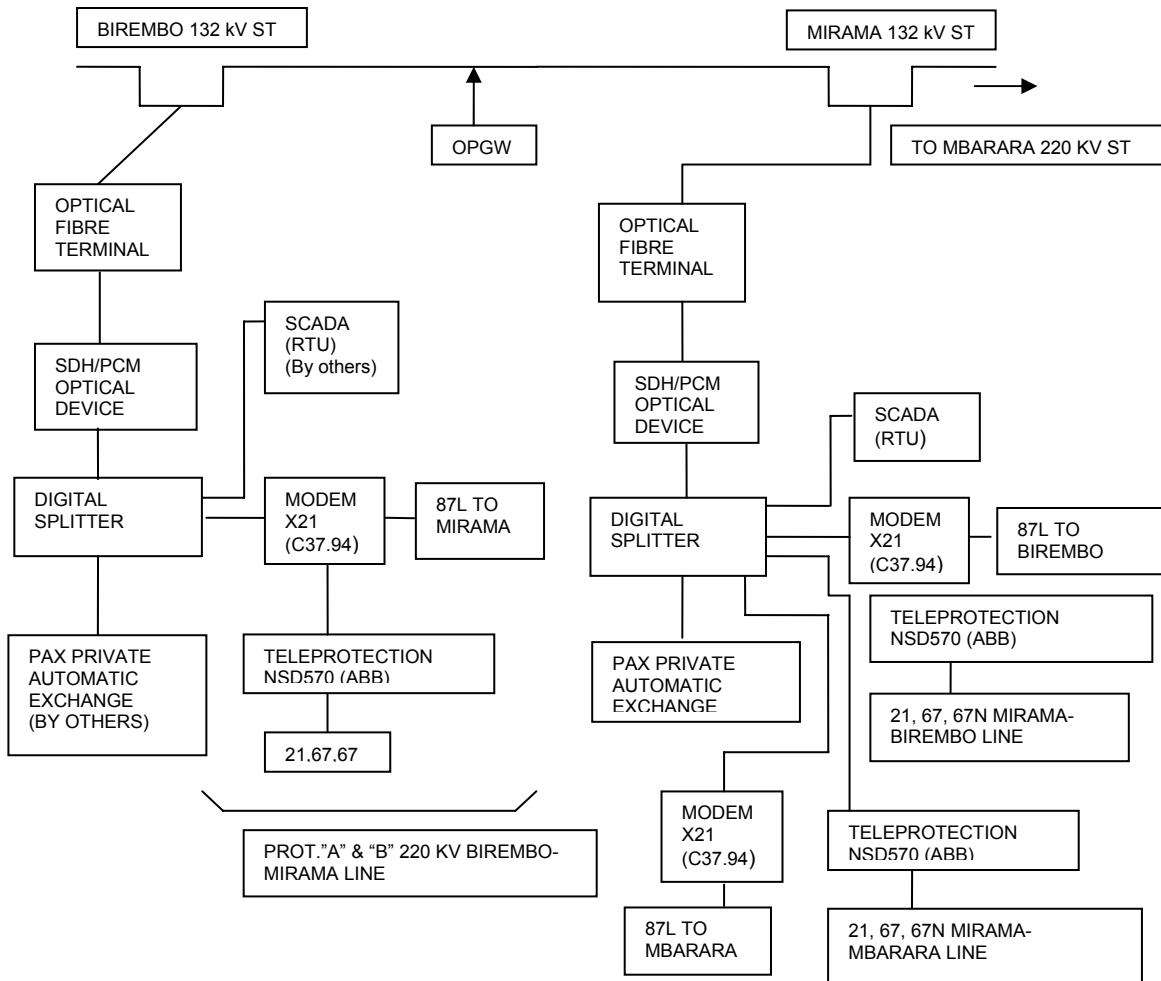 BIREMBO 132 kV ST
MIRAMA 132 kV ST
OPGW
TO MBARARA 220 KV ST
OPTICAL
FIBRE
TERMINAL
SDH/PCM
OPTICAL
DEVICE
SCADA
(RTU)
(By others)
DIGITAL
SPLITTER
MODEM
X21
(C37.94)
87L TO
MIRAMA
PAX PRIVATE
AUTOMATIC
EXCHANGE
(BY OTHERS)
TELEPROTECTION
NSD570 (ABB)
21,67,67
PROT."A" & "B" 220 KV BIREMBO-
MIRAMA LINE
OPTICAL
FIBRE
TERMINAL
SDH/PCM
OPTICAL
DEVICE
SCADA
(RTU)
DIGITAL
SPLITTER
MODEM
X21
(C37.94)
87L TO
BIREMBO
PAX PRIVATE
AUTOMATIC
EXCHANGE
TELEPROTECTION
NSD570 (ABB)
21, 67, 67N MIRAMA-
BIREMBO LINE
MODEM
X21
(C37.94)
87L TO
MBARARA
TELEPROTECTION
NSD570 (ABB)
21, 67, 67N MIRAMA-
MBARARA LINE